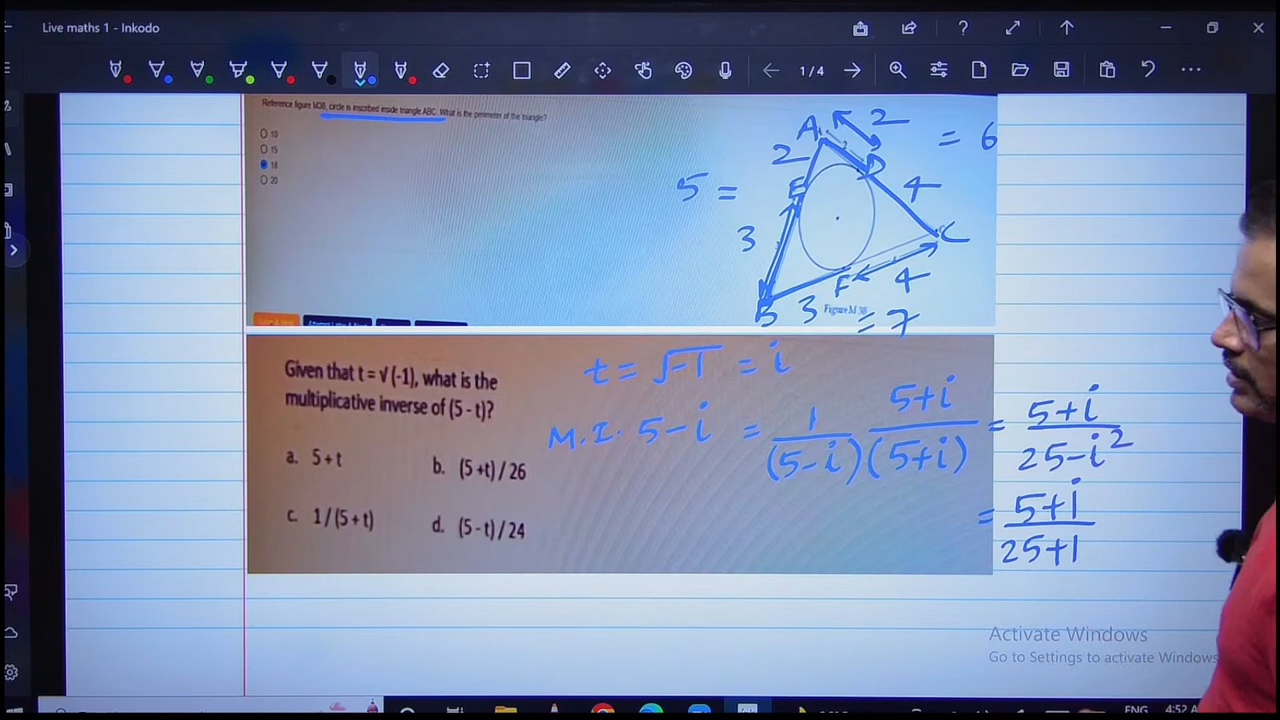 Live maths 1 - Inkodo
1/4
Reference figure M38, circle is inscribed inside triangle ABC. What is the perimeter of the triangle?
10
15
18
20
A
2
= 6
2
D
E
5 =
4
3
C
F
4
B
3
Figure M 38
= 7
Given that t = √ (-1), what is the
multiplicative inverse of (5 - t)?
a. 5 + t
b. (5 +t) / 26
c. 1 / (5 + t)
d. (5 - t) / 24
t = √-1 = i
M.I. 5-i = 1/(5-i) (5+i)/(5+i) = 5+i/25-i²
= 5+i/25+1
Activate Windows
Go to Settings to activate Windows
ENG
4:52 A